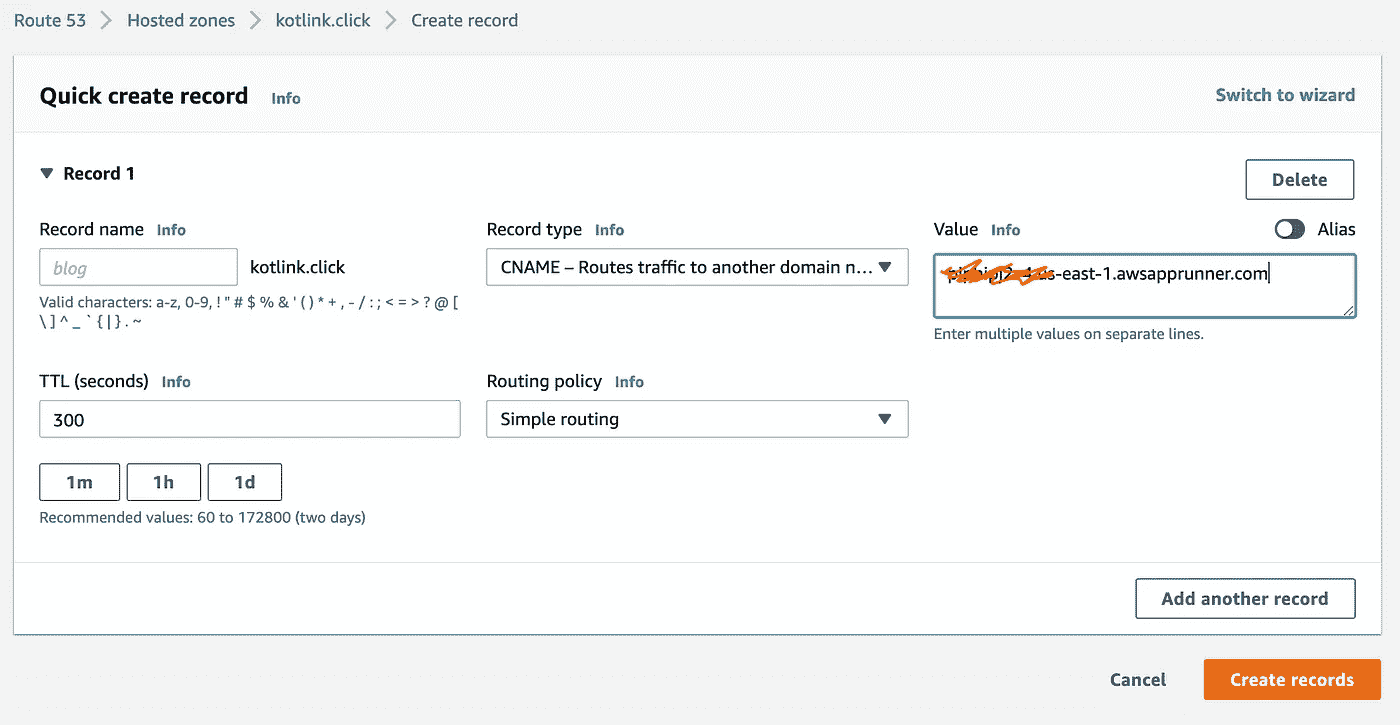 Route 53 > Hosted zones > kotlink.click > Create record
Quick create record Info
Switch to wizard
▼ Record 1
Delete
Record name Info
blog
kotlink.click
Valid characters: a-z, 0-9, ! " # $ % & ' ( ) * + , - / : ; < = > ? @ [
\ ] ^ _ ` { | } . ~
Record type Info
CNAME – Routes traffic to another domain n...
Value Info
Alias
-east-1.awsapprunner.com
Enter multiple values on separate lines.
TTL (seconds) Info
300
1m 1h 1d
Recommended values: 60 to 172800 (two days)
Routing policy Info
Simple routing
Add another record
Cancel
Create records